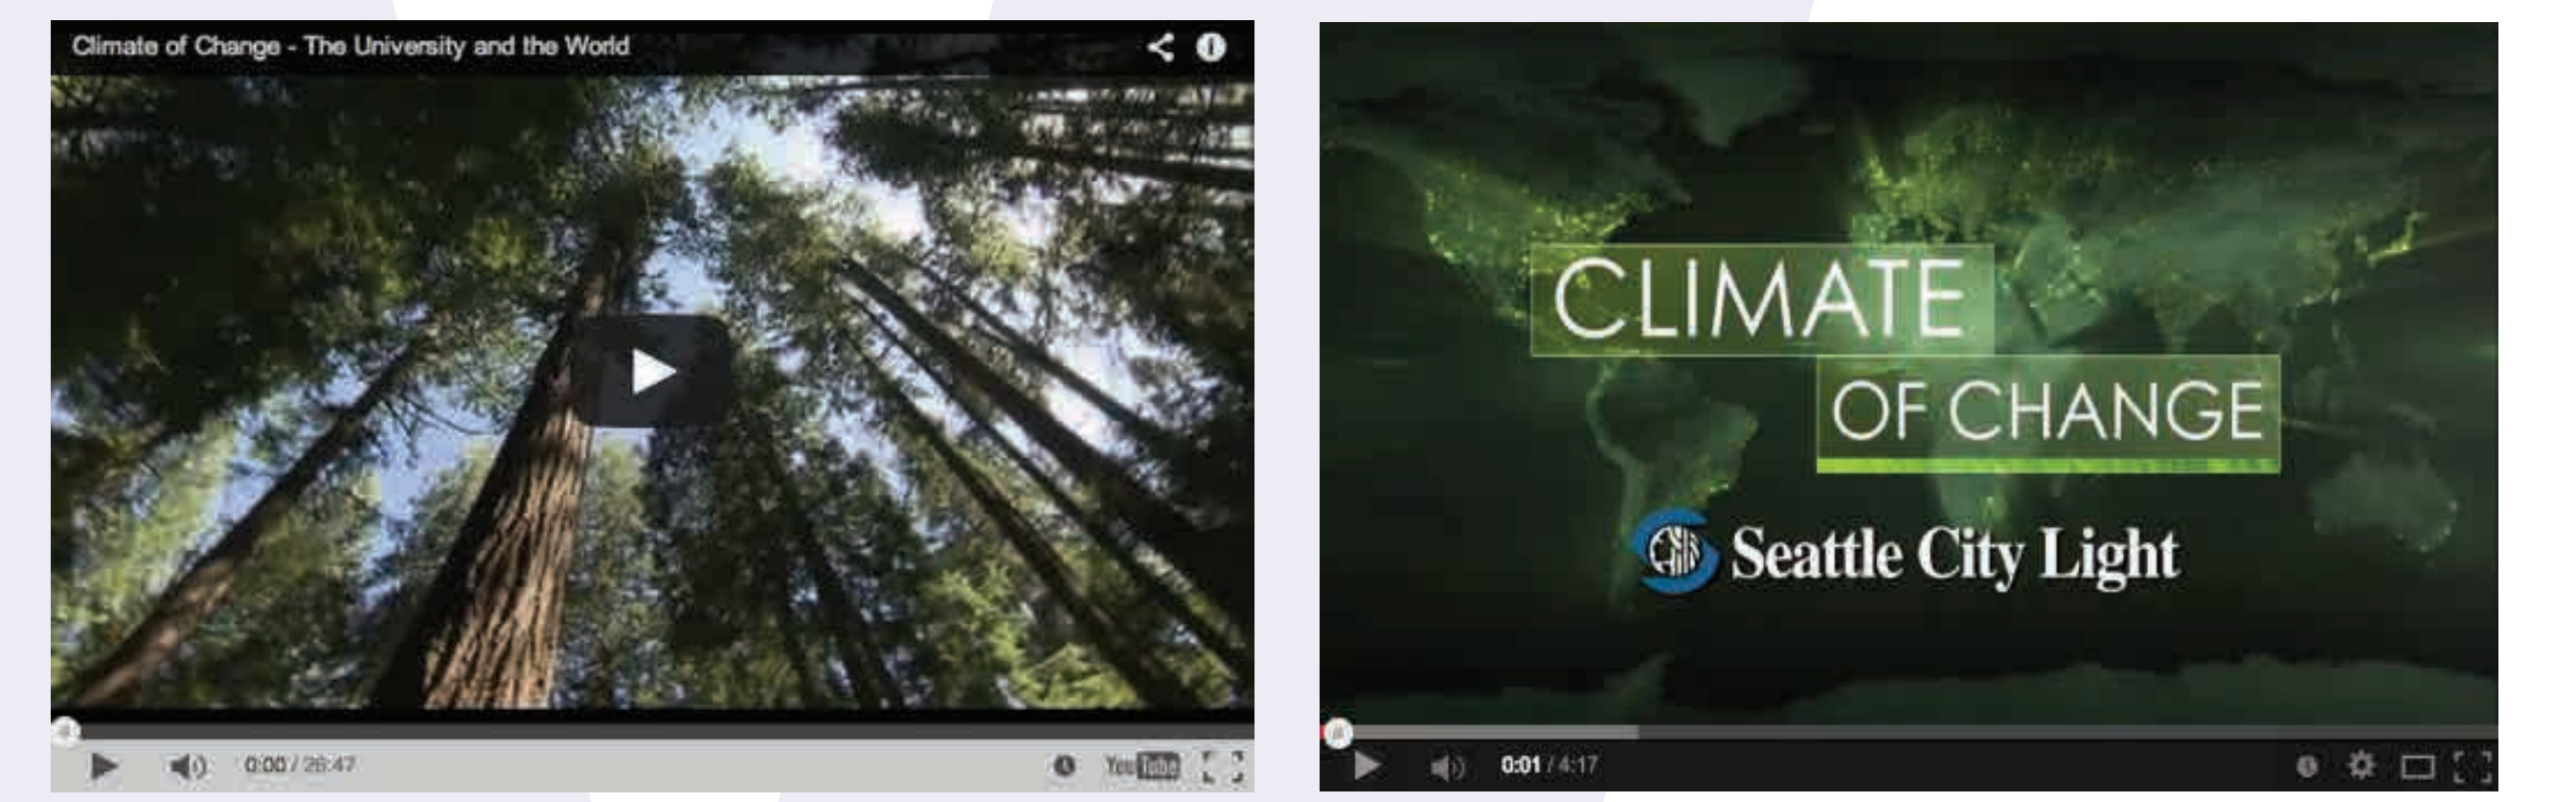 Climate of Change - The University and the World
0:00 / 26:47
YouTube
CLIMATE
OF CHANGE
Seattle City Light
0:01 / 4:17